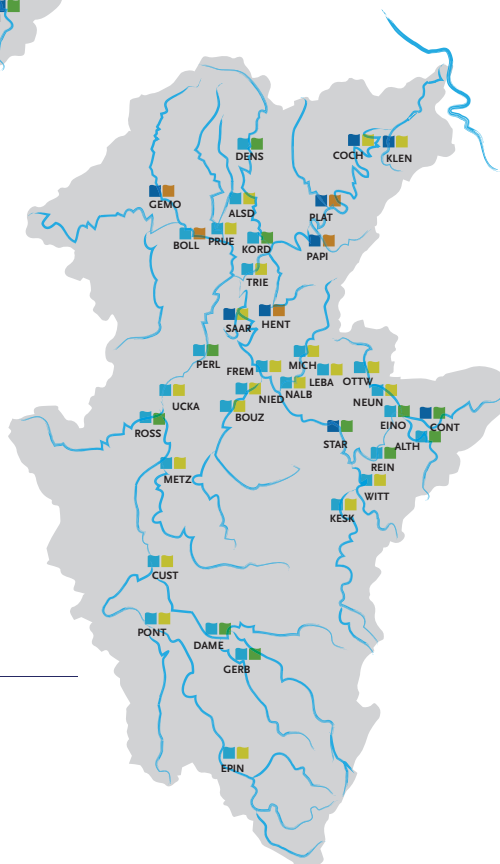 COCH
KLEN
DENS
GEMO
ALSD
PLAT
BOLL
PRUE
KORD
PAPI
TRIE
SAAR
HENT
PERL
FREM
MICH
LEBA
OTTW
UCKA
NIED
NALB
NEUN
BOUZ
EINO
CONT
ROSS
STAR
ALTH
METZ
REIN
WITT
KESK
CUST
PONT
DAME
GERB
EPIN